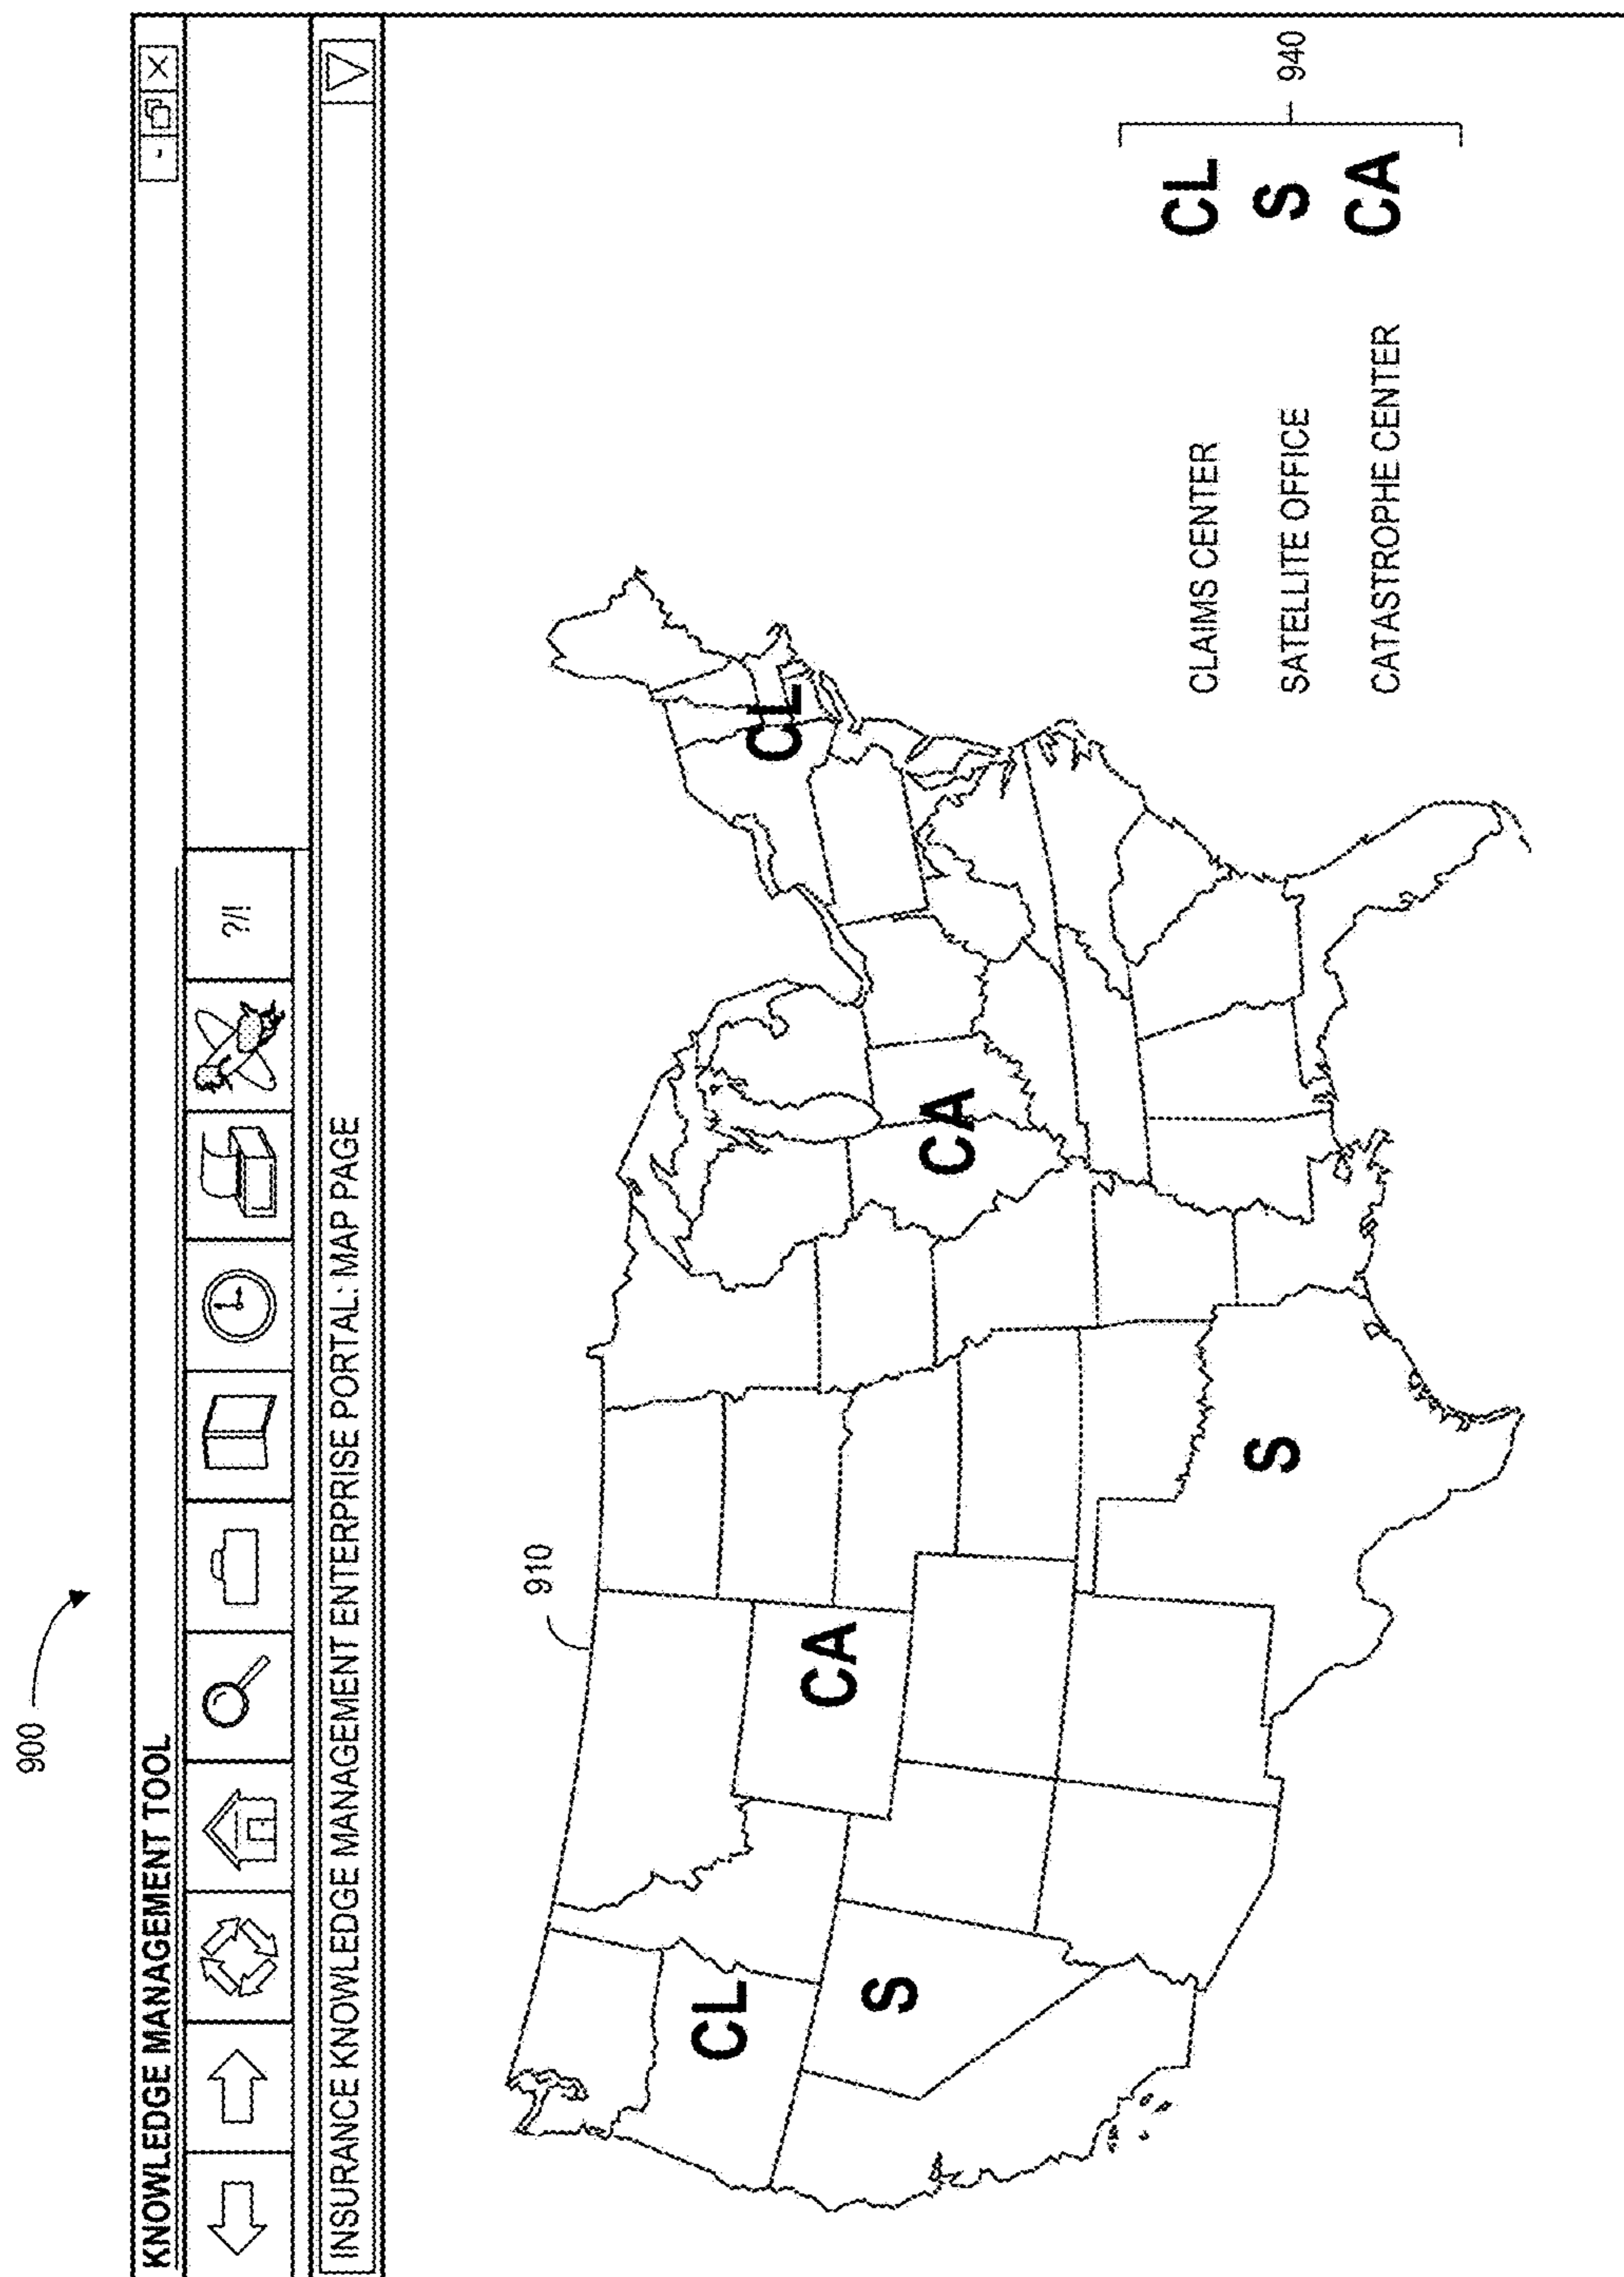 900
KNOWLEDGE MANAGEMENT TOOL
-
X
?/!
INSURANCE KNOWLEDGE MANAGEMENT ENTERPRISE PORTAL: MAP PAGE
910
CL
CA
CL
S
CA
S
CLAIMS CENTER CL
SATELLITE OFFICE S
CATASTROPHE CENTER CA
940